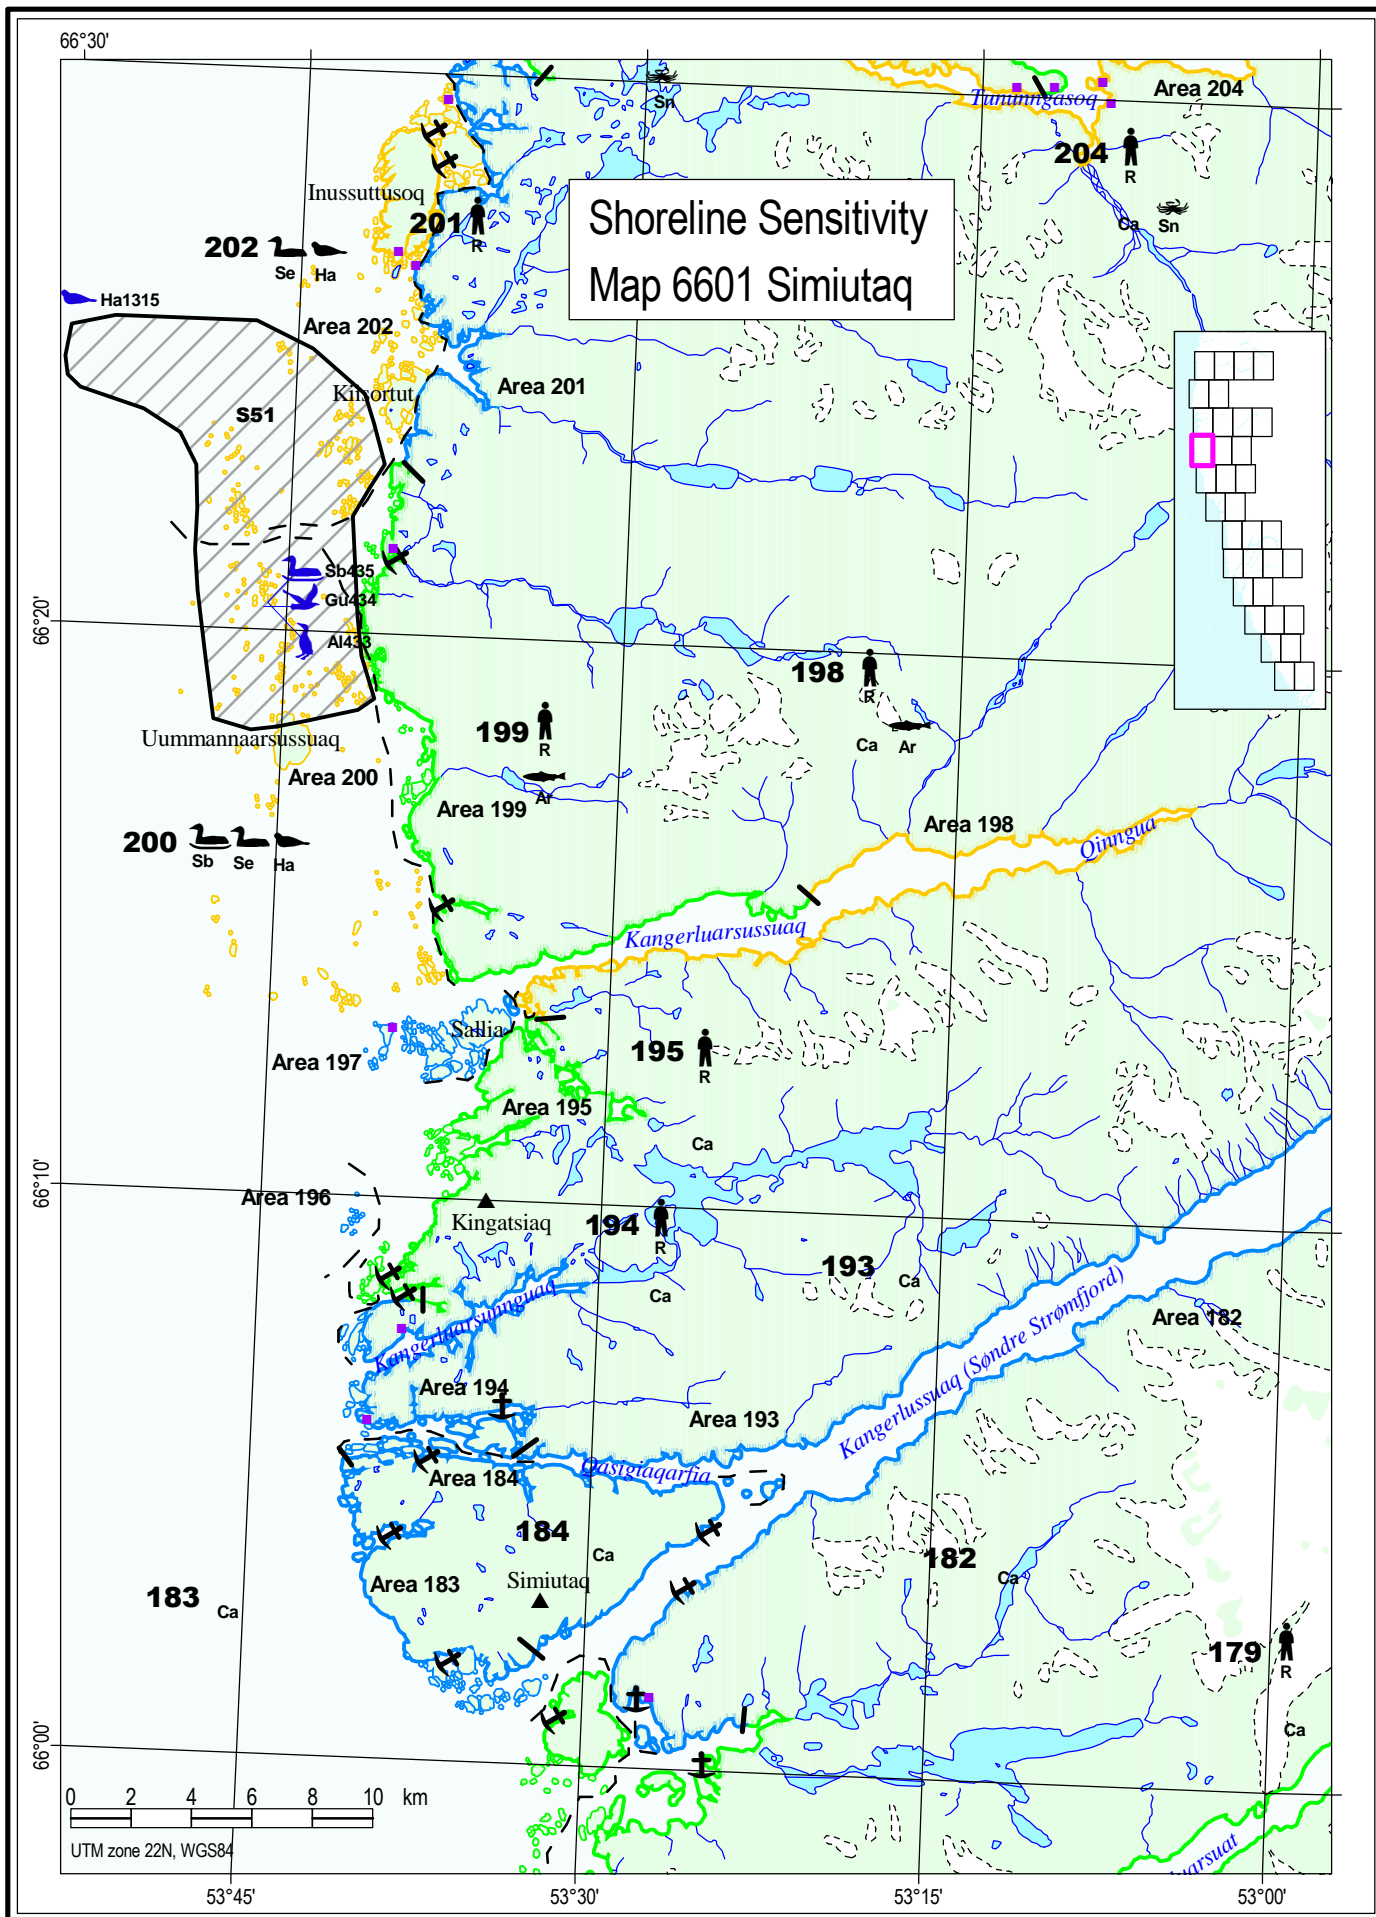 66°30'
Sn
Tununngasoq
Area 204
204
R
Ca
Sn
Inussuttusoq
201
R
Shoreline Sensitivity
Map 6601 Simiutaq
202
Se
Ha
Ha1315
Area 202
Kiisortut
Area 201
S51
Sb435
Gu434
Al433
66°20'
198
R
Ca
Ar
199
R
Ar
Uummannaarsussuaq
Area 200
Area 199
Area 198
Qinngua
200
Sb
Se
Ha
Kangerluarsussuaq
Sallia
Area 197
195
R
Area 195
Ca
66°10'
Area 196
Kingatsiaq
194
R
193
Ca
Ca
Kangerluarsunnguaq
Kangerlussuaq (Søndre Strømfjord)
Area 182
Area 194
Area 193
Qasigiaqarfia
Area 184
184
Ca
182
Ca
Area 183
Simiutaq
183
Ca
179
R
Ca
66°00'
0 2 4 6 8 10 km
UTM zone 22N, WGS84
uarsuat
53°45'
53°30'
53°15'
53°00'